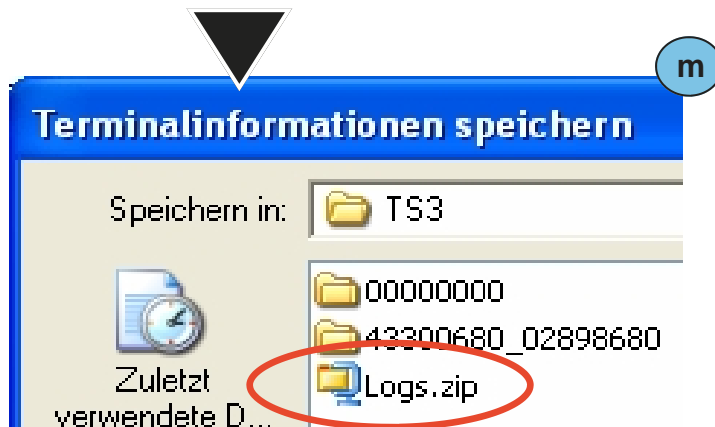 m
Terminalinformationen speichern
Speichern in: TS3
00000000
43300680_02898680
Logs.zip
Zuletzt
verwendete D...